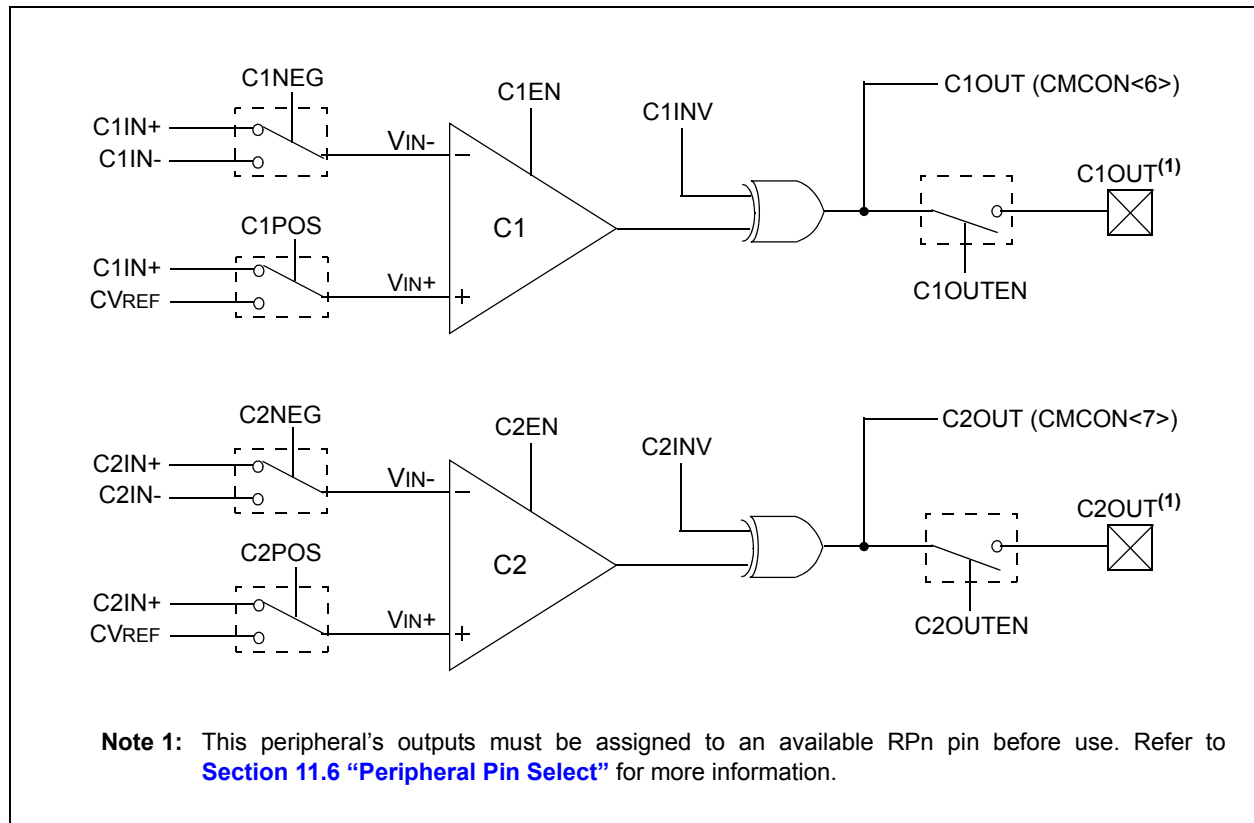 C1NEG
C1EN
C1INV
C1OUT (CMCON<6>)
C1IN+
C1IN-
VIN-
−
C1OUT(1)
C1
C1POS
C1IN+
CVREF
VIN+
+
C1OUTEN
C2NEG
C2EN
C2INV
C2OUT (CMCON<7>)
C2IN+
C2IN-
VIN-
−
C2OUT(1)
C2
C2POS
C2IN+
CVREF
VIN+
+
C2OUTEN
Note 1: This peripheral’s outputs must be assigned to an available RPn pin before use. Refer to
Section 11.6 “Peripheral Pin Select” for more information.